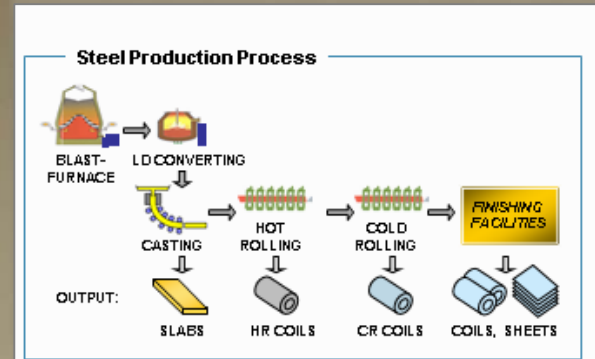 Steel Production Process
BLAST-
FURNACE
LD CONVERTING
CASTING
HOT
ROLLING
COLD
ROLLING
FINISHING
FACILITIES
OUTPUT:
SLABS
HR COILS
CR COILS
COILS, SHEETS